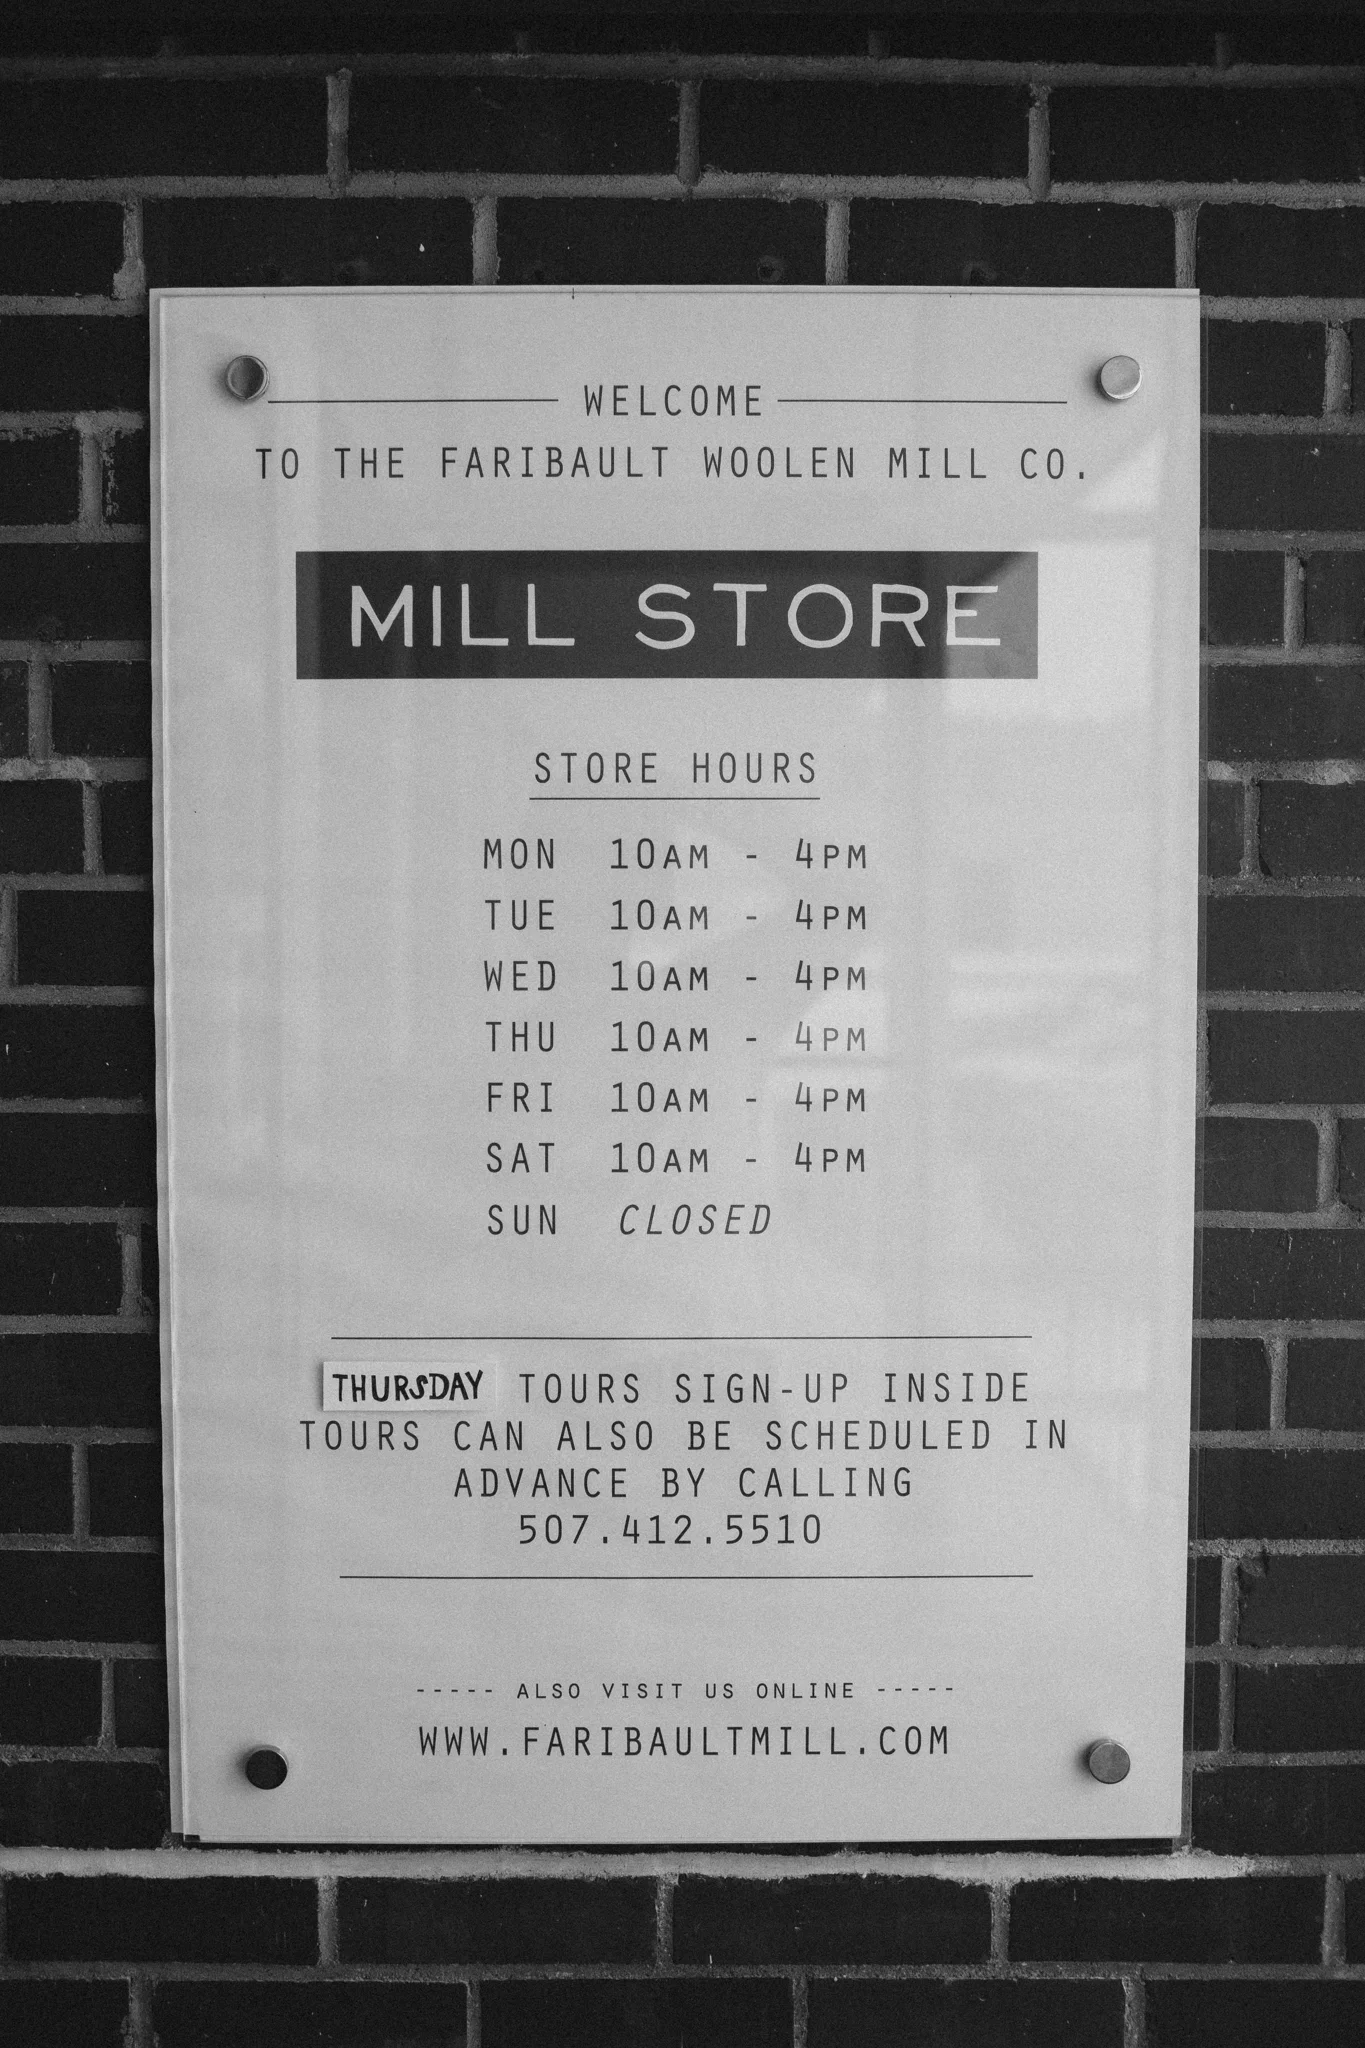 WELCOME
TO THE FARIBAULT WOOLEN MILL CO.
MILL STORE
STORE HOURS
MON 10AM - 4PM
TUE 10AM - 4PM
WED 10AM - 4PM
THU 10AM - 4PM
FRI 10AM - 4PM
SAT 10AM - 4PM
SUN CLOSED
THURSDAY TOURS SIGN-UP INSIDE
TOURS CAN ALSO BE SCHEDULED IN
ADVANCE BY CALLING
507.412.5510
----- ALSO VISIT US ONLINE -----
WWW.FARIBAULTMILL.COM